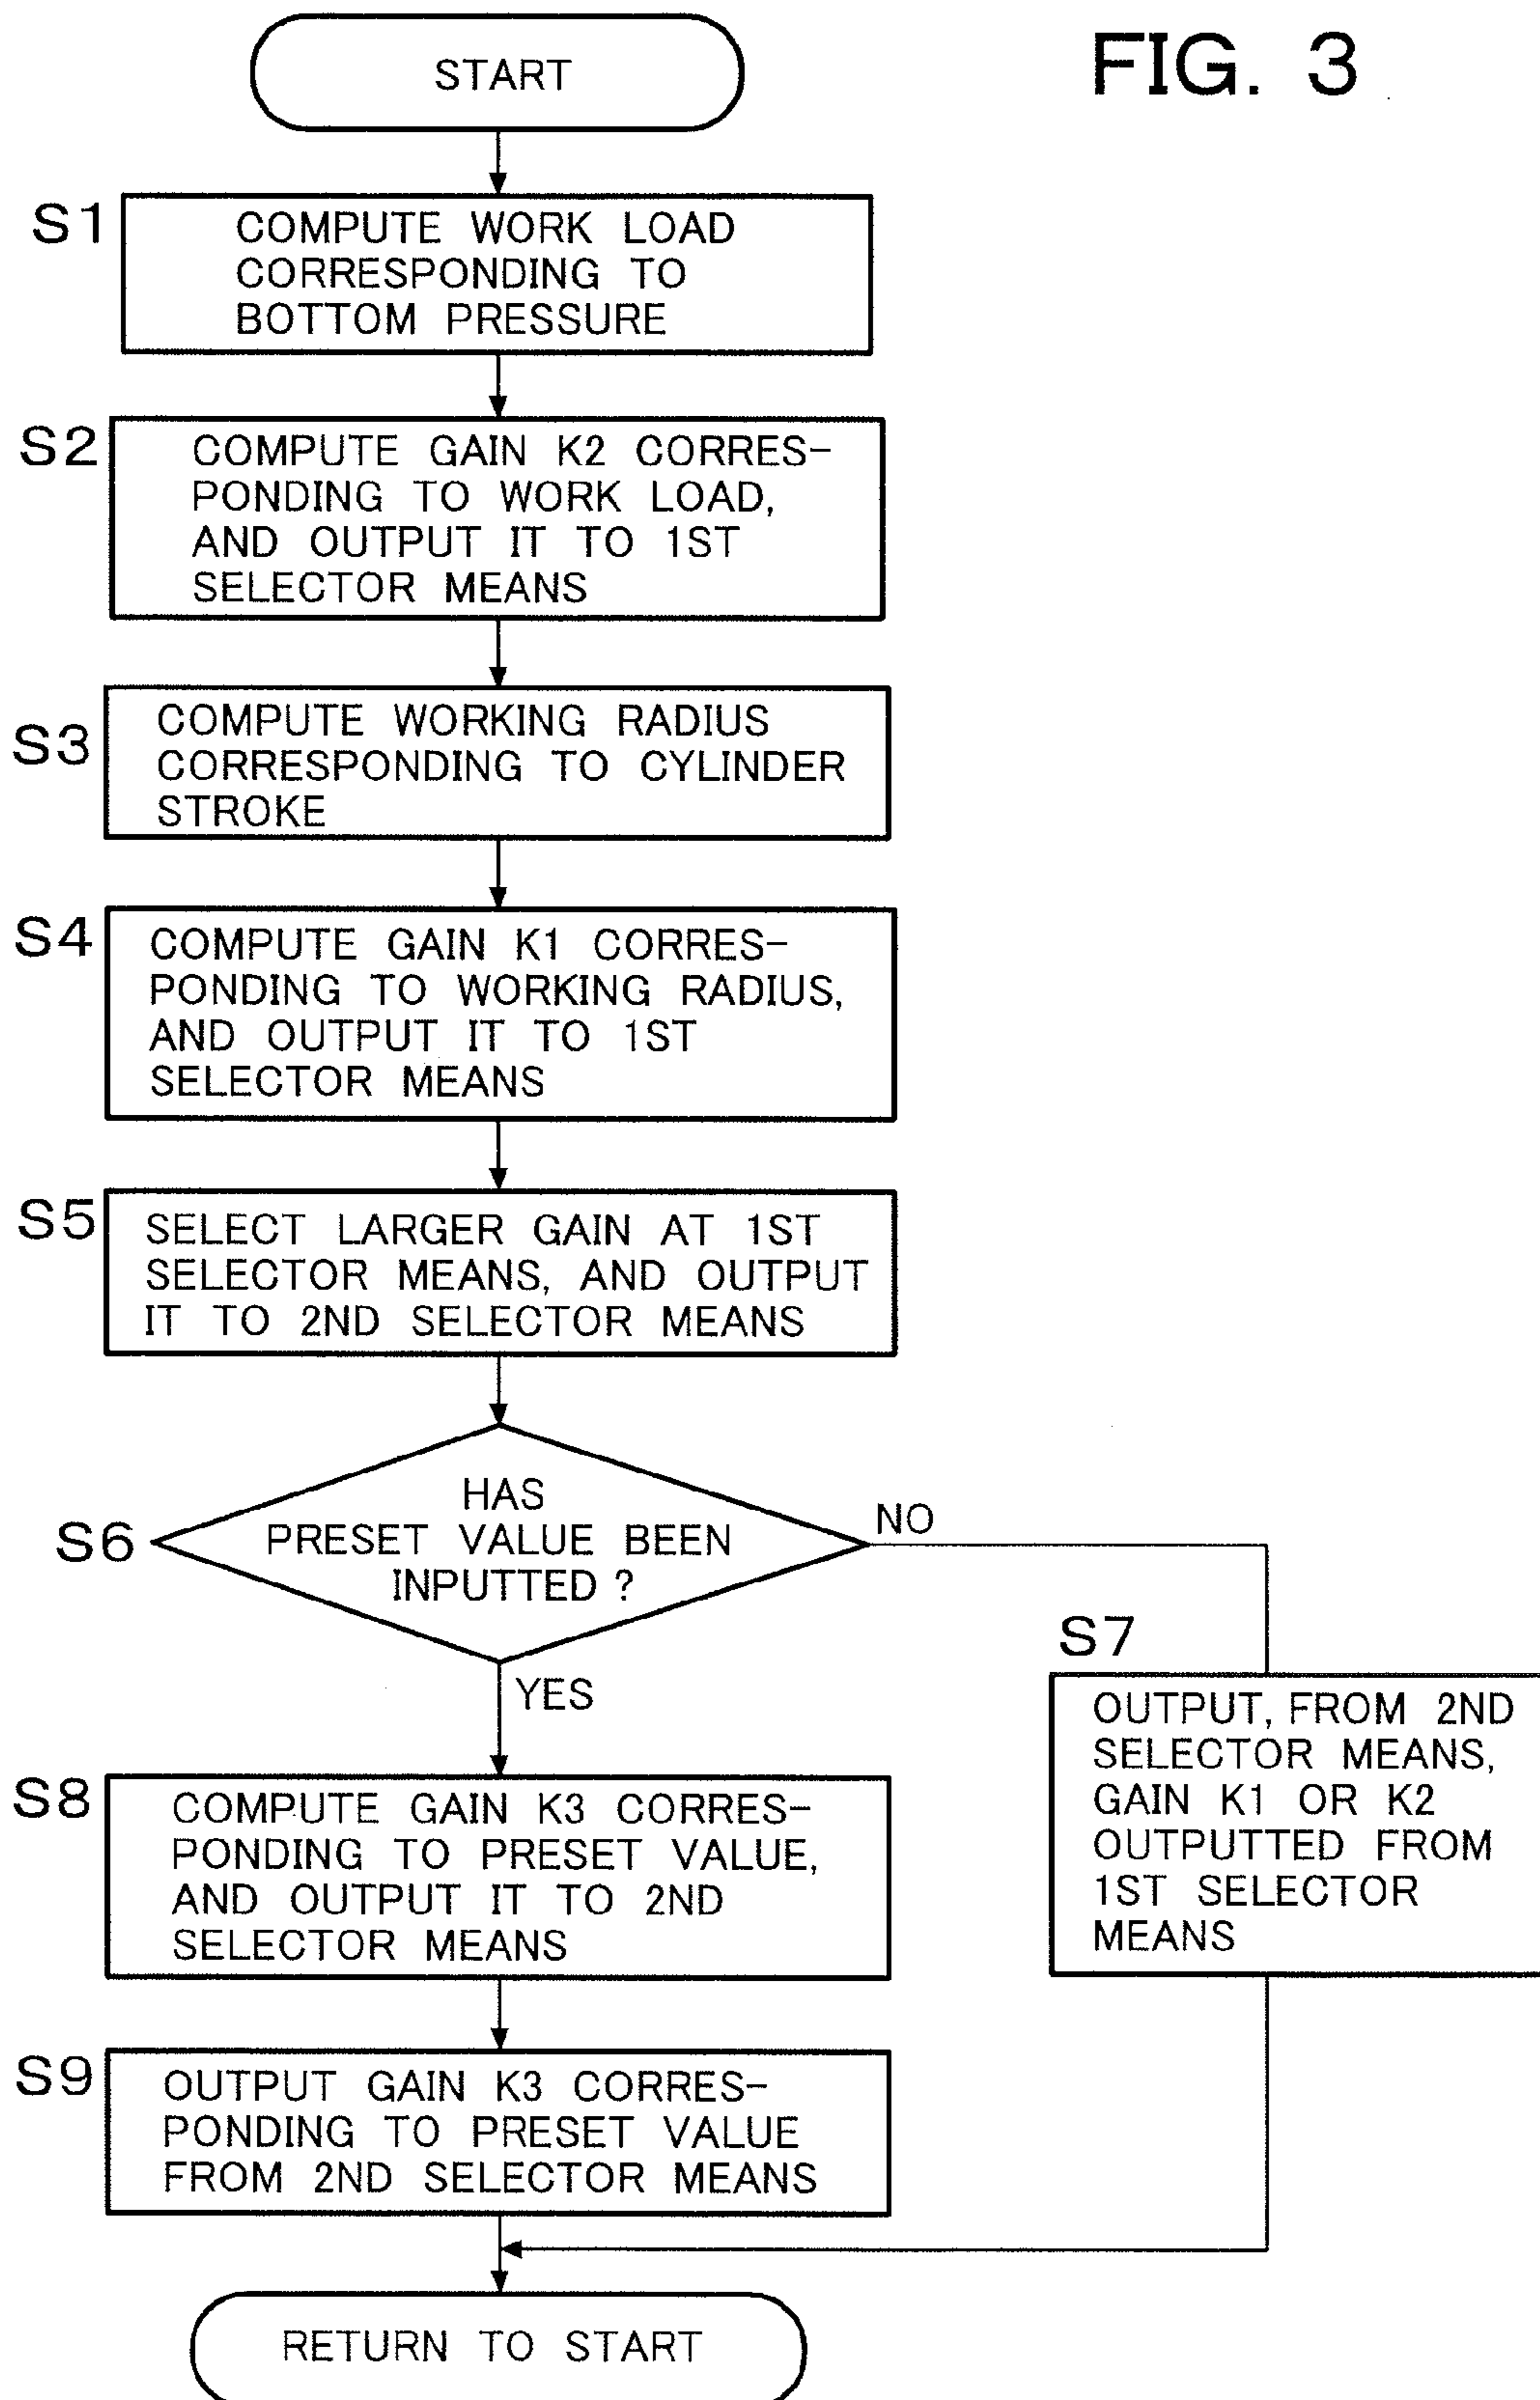 FIG. 3
START
S1
COMPUTE WORK LOAD
CORRESPONDING TO
BOTTOM PRESSURE
S2
COMPUTE GAIN K2 CORRES-
PONDING TO WORK LOAD,
AND OUTPUT IT TO 1ST
SELECTOR MEANS
S3
COMPUTE WORKING RADIUS
CORRESPONDING TO CYLINDER
STROKE
S4
COMPUTE GAIN K1 CORRES-
PONDING TO WORKING RADIUS,
AND OUTPUT IT TO 1ST
SELECTOR MEANS
S5
SELECT LARGER GAIN AT 1ST
SELECTOR MEANS, AND OUTPUT
IT TO 2ND SELECTOR MEANS
S6
HAS
PRESET VALUE BEEN
INPUTTED ?
NO
YES
S7
OUTPUT, FROM 2ND
SELECTOR MEANS,
GAIN K1 OR K2
OUTPUTTED FROM
1ST SELECTOR
MEANS
S8
COMPUTE GAIN K3 CORRES-
PONDING TO PRESET VALUE,
AND OUTPUT IT TO 2ND
SELECTOR MEANS
S9
OUTPUT GAIN K3 CORRES-
PONDING TO PRESET VALUE
FROM 2ND SELECTOR MEANS
RETURN TO START